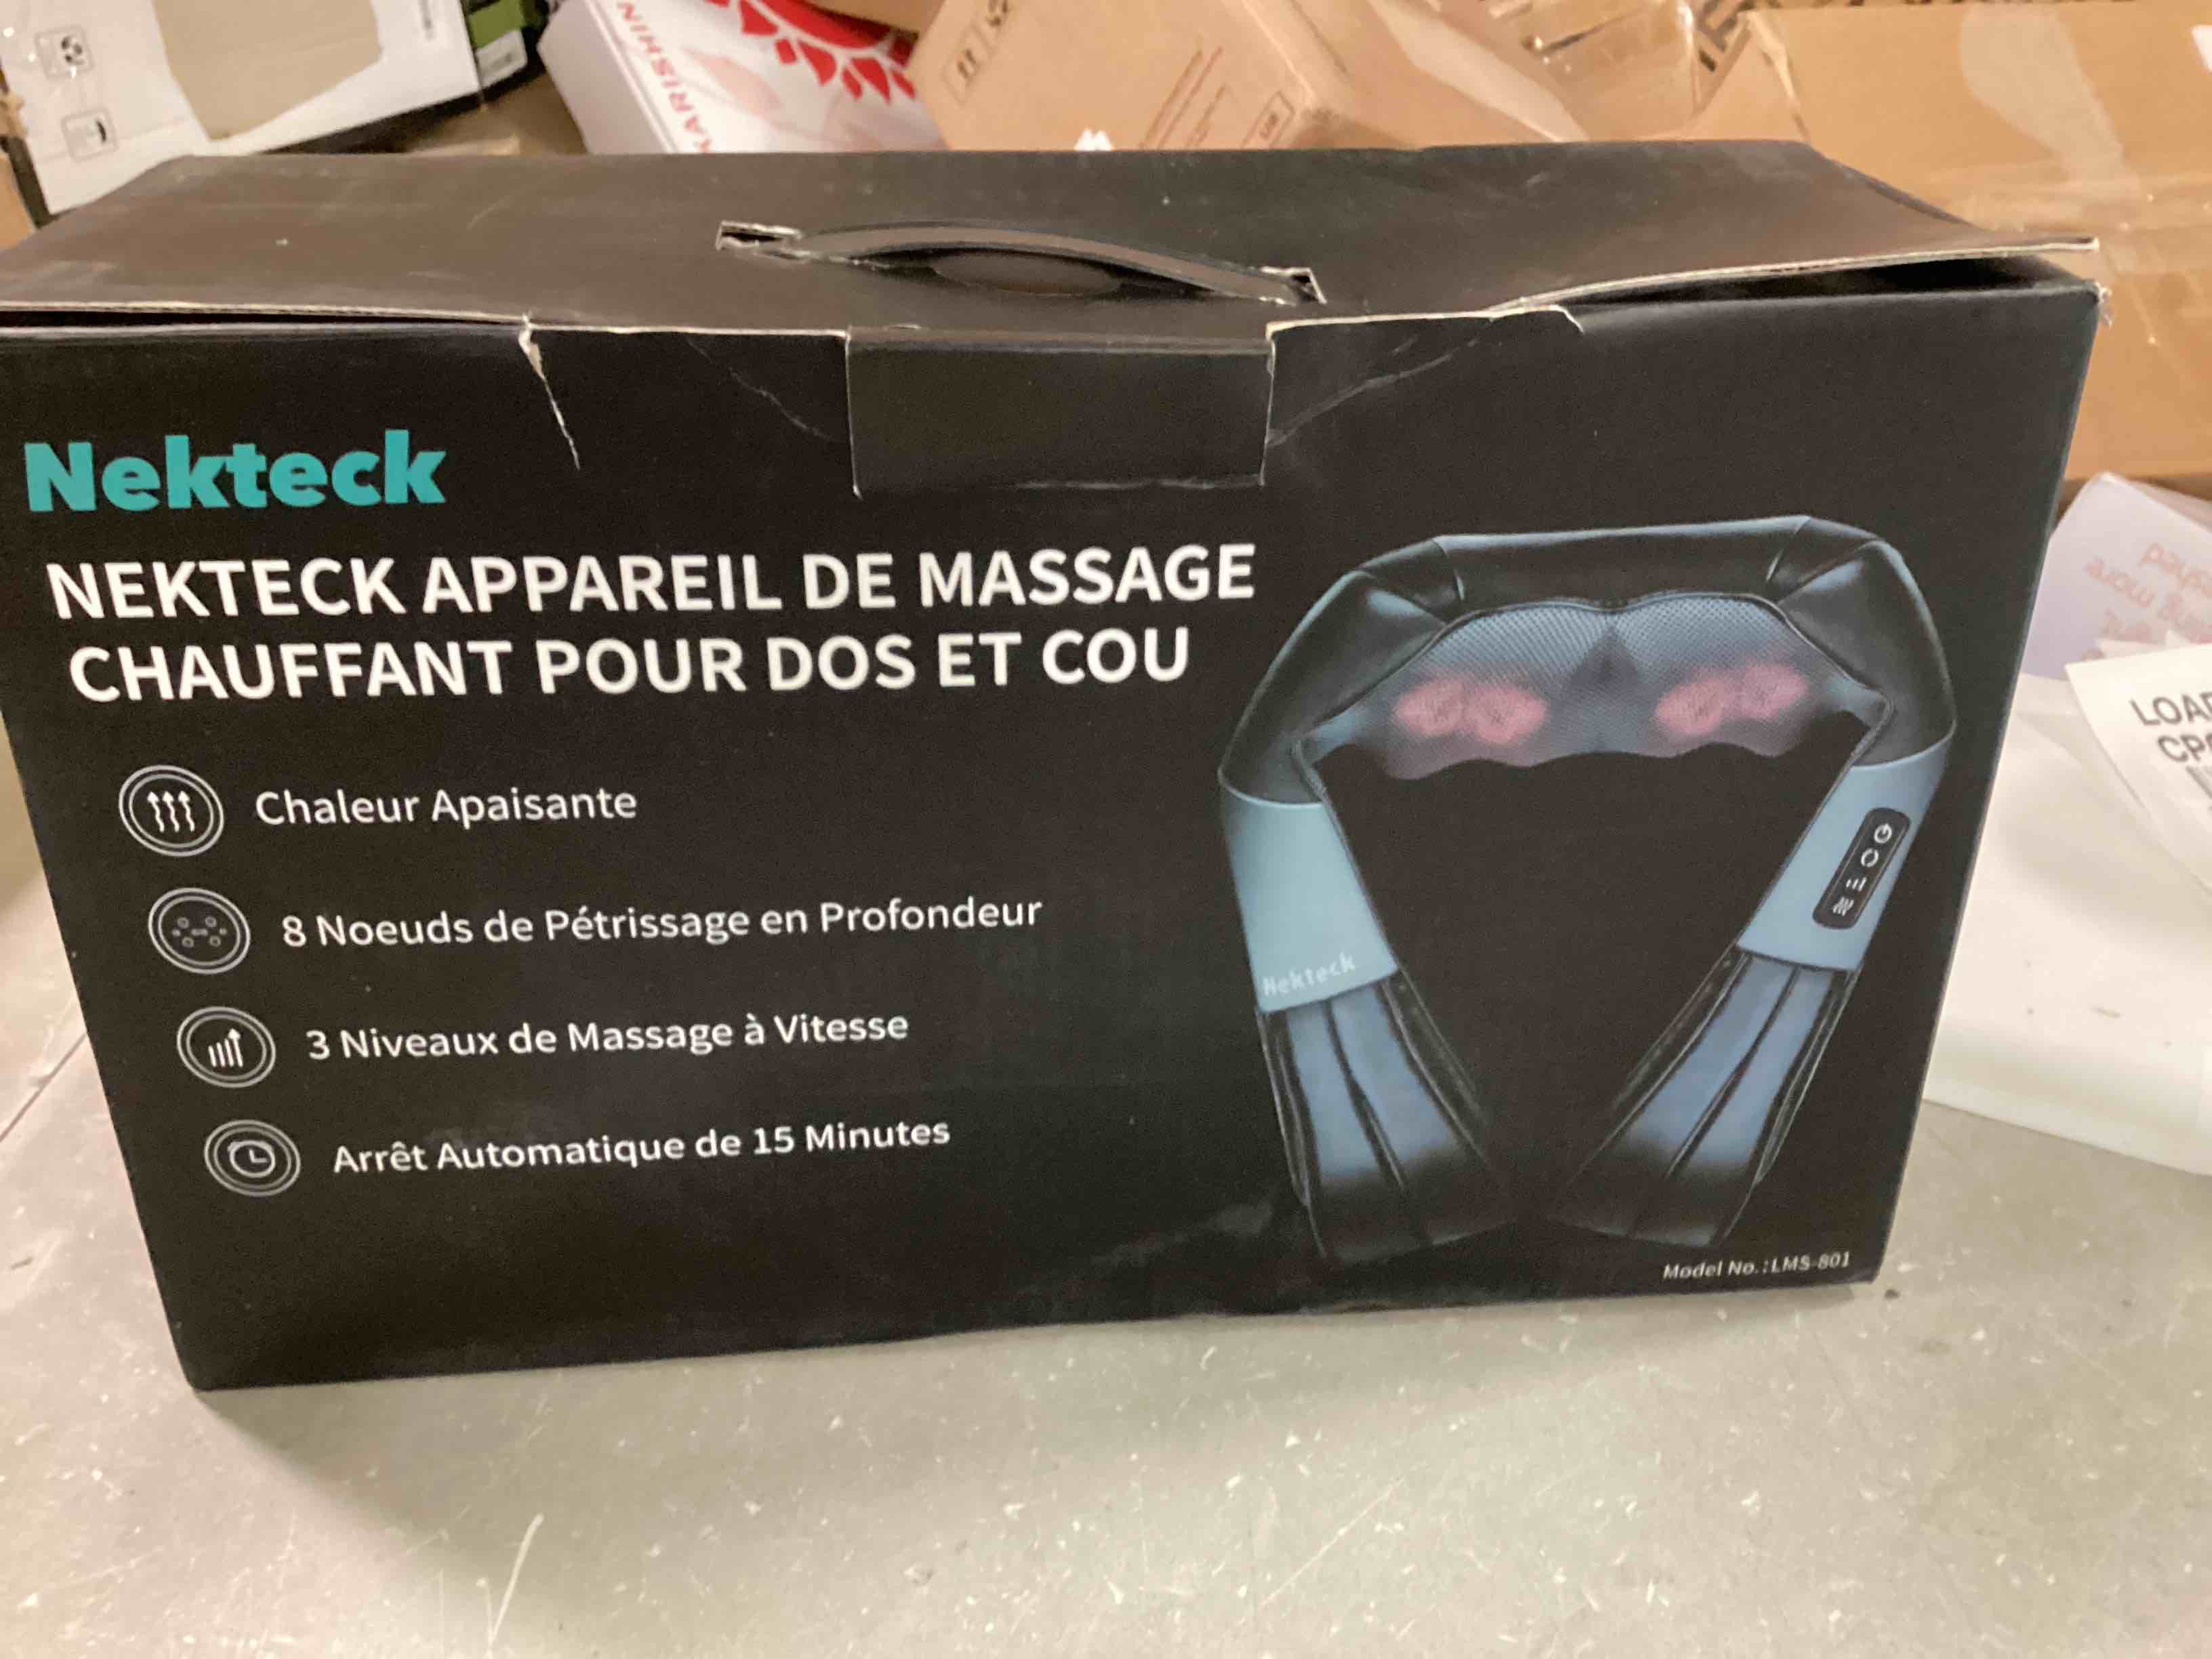 KARISHIN
Nekteck
NEKTECK APPAREIL DE MASSAGE
CHAUFFANT POUR DOS ET COU
Chaleur Apaisante
8 Noeuds de Pétrissage en Profondeur
3 Niveaux de Massage à Vitesse
Arrêt Automatique de 15 Minutes
Nekteck
Model No.:LMS-801